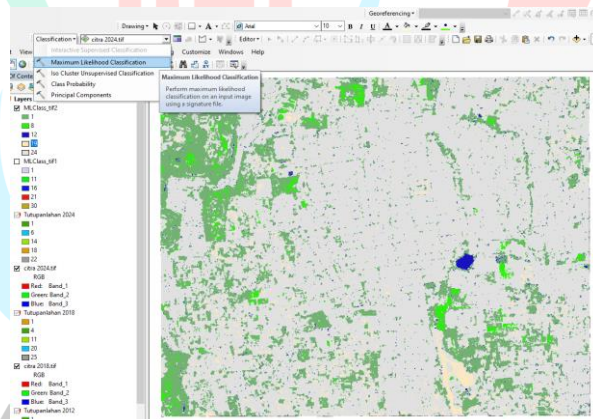 Georeferencing
Drawing
Arial
10
B I U A
Classification
citra 2024.tif
Editor
Interactive Supervised Classification
View
Maximum Likelihood Classification
Customize Windows Help
Iso Cluster Unsupervised Classification
Of Conte
Class Probability
Principal Components
Maximum Likelihood Classification
Perform maximum likelihood
classification on an input image
using a signature file.
Layers
MLClass_tif2
1
8
12
24
MLClass_tif1
1
11
16
21
30
Tutupanlahan 2024
1
6
14
18
22
citra 2024.tif
RGB
Red: Band_1
Green: Band_2
Blue: Band_3
Tutupanlahan 2018
1
4
11
20
25
citra 2018.tif
RGB
Red: Band_1
Green: Band_2
Blue: Band_3
Tutupanlahan 2012